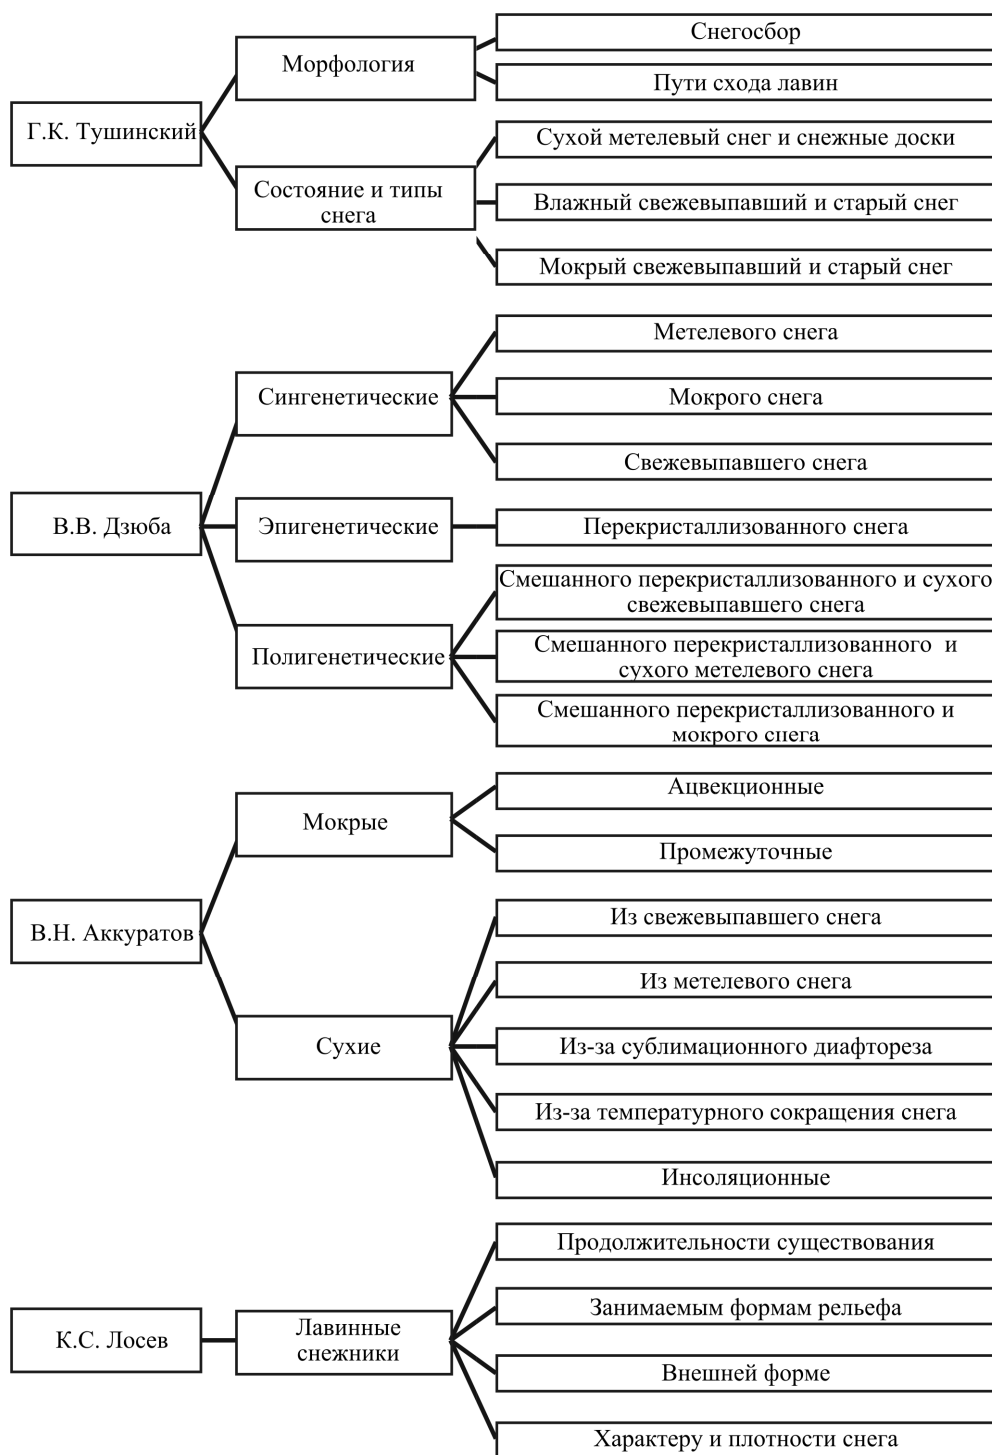 Г.К. Тушинский
Морфология
Снегосбор
Пути схода лавин
Состояние и типы
снега
Сухой метелевый снег и снежные доски
Влажный свежевыпавший и старый снег
Мокрый свежевыпавший и старый снег
В.В. Дзюба
Сингенетические
Метелевого снега
Мокрого снега
Свежевыпавшего снега
Эпигенетические
Перекристаллизованного снега
Полигенетические
Смешанного перекристаллизованного и сухого
свежевыпавшего снега
Смешанного перекристаллизованного и
сухого метелевого снега
Смешанного перекристаллизованного и
мокрого снега
В.Н. Аккуратов
Мокрые
Ацвекционные
Промежуточные
Сухие
Из свежевыпавшего снега
Из метелевого снега
Из-за сублимационного диафтореза
Из-за температурного сокращения снега
Инсоляционные
К.С. Лосев
Лавинные
снежники
Продолжительности существования
Занимаемым формам рельефа
Внешней форме
Характеру и плотности снега